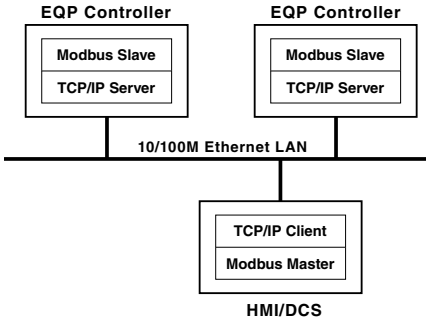 EQP Controller
EQP Controller
Modbus Slave
TCP/IP Server
Modbus Slave
TCP/IP Server
10/100M Ethernet LAN
TCP/IP Client
Modbus Master
HMI/DCS